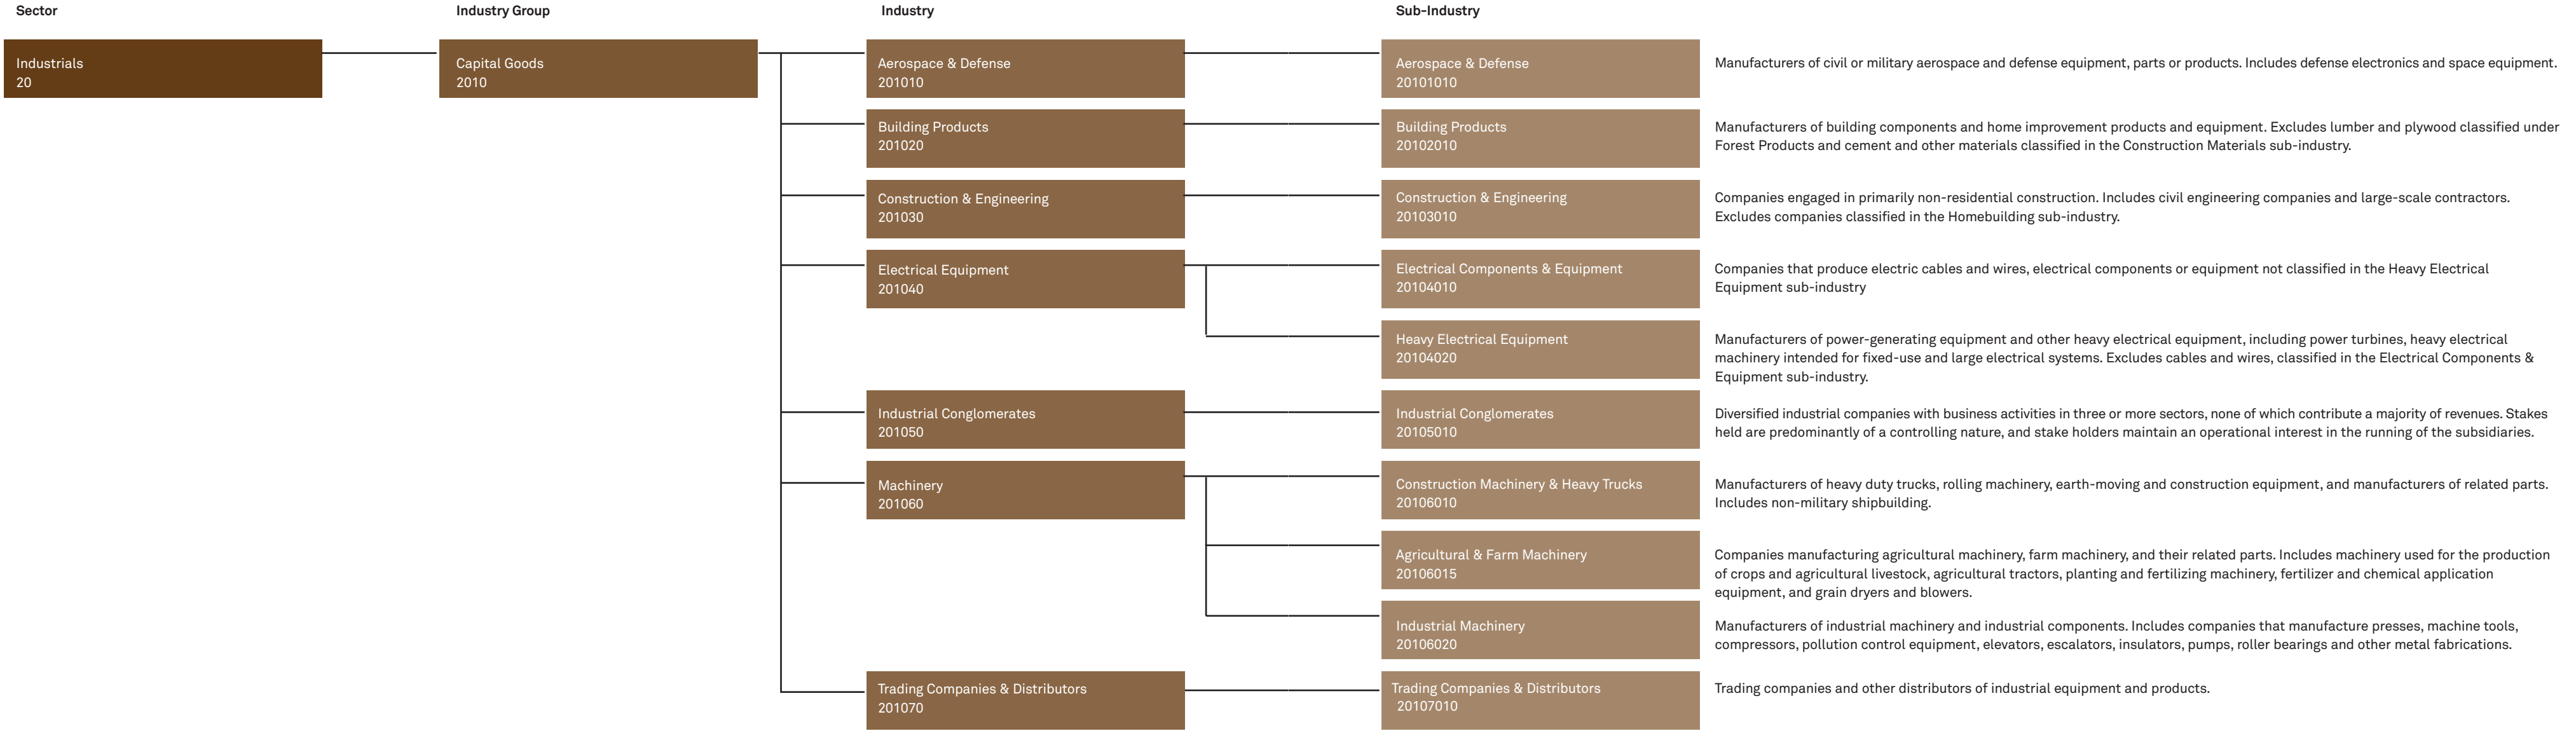 Sector
Industry Group
Industry
Sub-Industry
Industrials
20
Capital Goods
2010
Aerospace & Defense
201010
Aerospace & Defense
20101010
Manufacturers of civil or military aerospace and defense equipment, parts or products. Includes defense electronics and space equipment.
Building Products
201020
Building Products
20102010
Manufacturers of building components and home improvement products and equipment. Excludes lumber and plywood classified under
Forest Products and cement and other materials classified in the Construction Materials sub-industry.
Construction & Engineering
201030
Construction & Engineering
20103010
Companies engaged in primarily non-residential construction. Includes civil engineering companies and large-scale contractors.
Excludes companies classified in the Homebuilding sub-industry.
Electrical Equipment
201040
Electrical Components & Equipment
20104010
Companies that produce electric cables and wires, electrical components or equipment not classified in the Heavy Electrical
Equipment sub-industry
Heavy Electrical Equipment
20104020
Manufacturers of power-generating equipment and other heavy electrical equipment, including power turbines, heavy electrical
machinery intended for fixed-use and large electrical systems. Excludes cables and wires, classified in the Electrical Components &
Equipment sub-industry.
Industrial Conglomerates
201050
Industrial Conglomerates
20105010
Diversified industrial companies with business activities in three or more sectors, none of which contribute a majority of revenues. Stakes
held are predominantly of a controlling nature, and stake holders maintain an operational interest in the running of the subsidiaries.
Machinery
201060
Construction Machinery & Heavy Trucks
20106010
Manufacturers of heavy duty trucks, rolling machinery, earth-moving and construction equipment, and manufacturers of related parts.
Includes non-military shipbuilding.
Agricultural & Farm Machinery
20106015
Companies manufacturing agricultural machinery, farm machinery, and their related parts. Includes machinery used for the production
of crops and agricultural livestock, agricultural tractors, planting and fertilizing machinery, fertilizer and chemical application
equipment, and grain dryers and blowers.
Industrial Machinery
20106020
Manufacturers of industrial machinery and industrial components. Includes companies that manufacture presses, machine tools,
compressors, pollution control equipment, elevators, escalators, insulators, pumps, roller bearings and other metal fabrications.
Trading Companies & Distributors
201070
Trading Companies & Distributors
20107010
Trading companies and other distributors of industrial equipment and products.